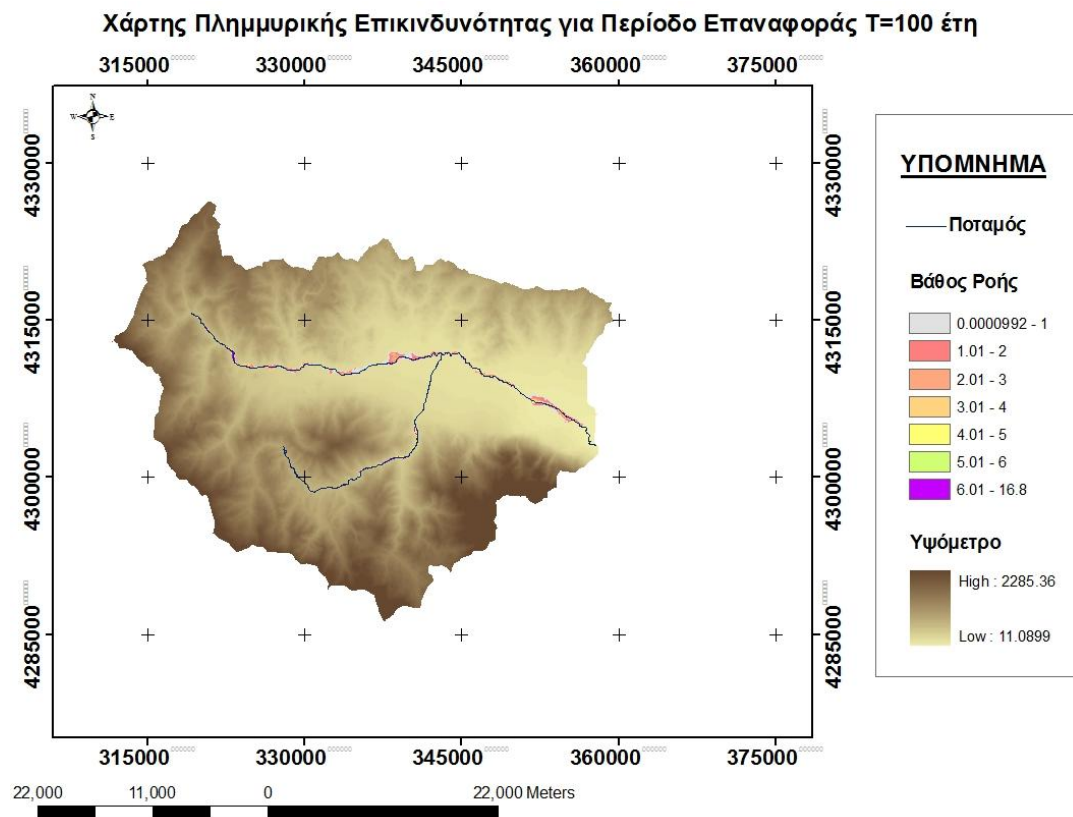 Χάρτης Πλημμυρικής Επικινδυνότητας για Περίοδο Επαναφοράς Τ=100 έτη
315000 330000 345000 360000 375000
N
W E
S
4330000 4330000
4315000 4315000
4300000 4300000
4285000 4285000
315000 330000 345000 360000 375000
22,000 11,000 0 22,000 Meters
ΥΠΟΜΝΗΜΑ
Ποταμός
Βάθος Ροής
0.0000992 - 1
1.01 - 2
2.01 - 3
3.01 - 4
4.01 - 5
5.01 - 6
6.01 - 16.8
Υψόμετρο
High : 2285.36
Low : 11.0899